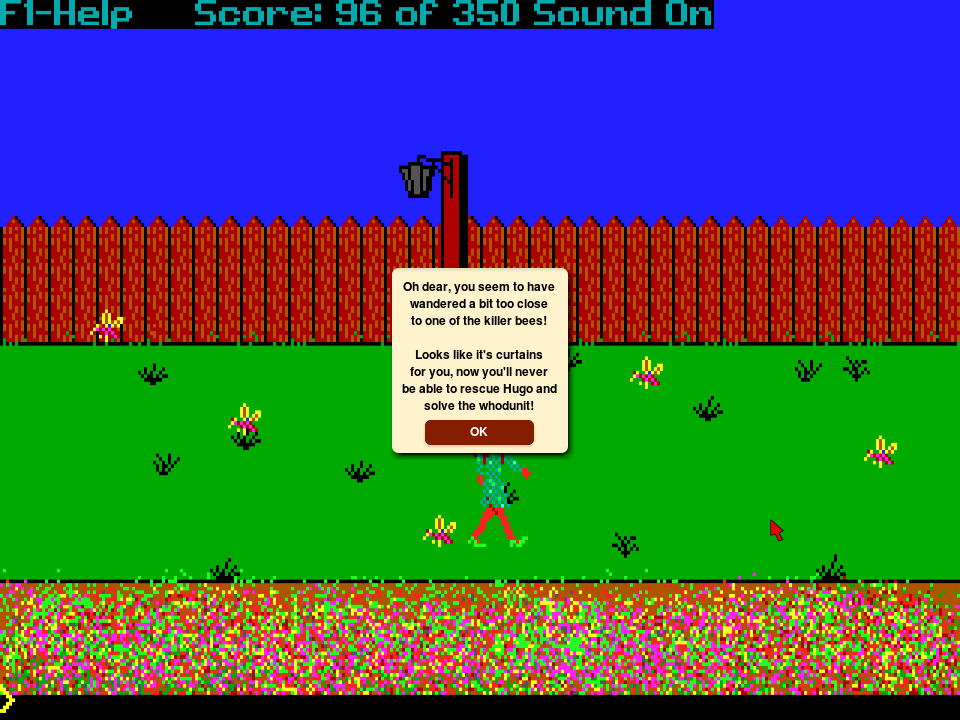 F1-Help Score: 96 of 350 Sound On
Oh dear, you seem to have
wandered a bit too close
to one of the killer bees!
Looks like it's curtains
for you, now you'll never
be able to rescue Hugo and
solve the whodunit!
OK
>